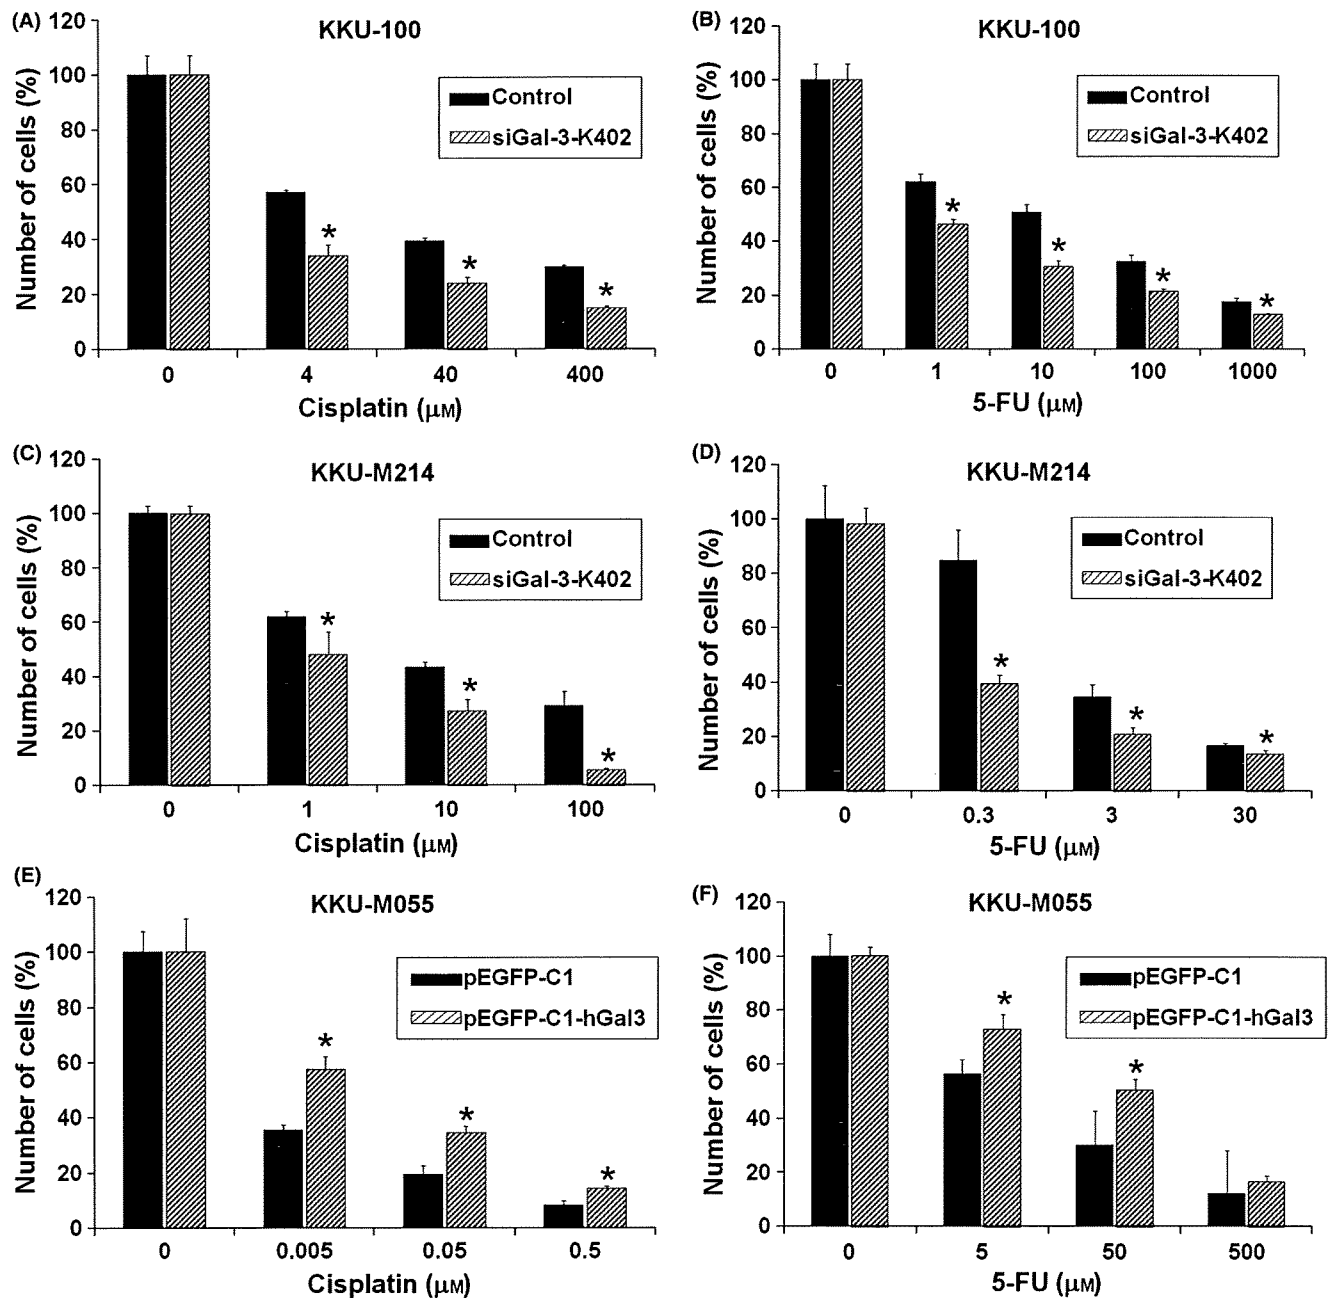 (A)
KKU-100
Number of cells (%)
120
100
80
60
40
20
0
Control
siGal-3-K402
*
*
*
0 4 40 400
Cisplatin (μM)
(B)
KKU-100
Number of cells (%)
120
100
80
60
40
20
0
Control
siGal-3-K402
*
*
*
*
0 1 10 100 1000
5-FU (μM)
(C)
KKU-M214
Number of cells (%)
120
100
80
60
40
20
0
Control
siGal-3-K402
*
*
*
0 1 10 100
Cisplatin (μM)
(D)
KKU-M214
Number of cells (%)
120
100
80
60
40
20
0
Control
siGal-3-K402
*
*
*
0 0.3 3 30
5-FU (μM)
(E)
KKU-M055
Number of cells (%)
120
100
80
60
40
20
0
pEGFP-C1
pEGFP-C1-hGal3
*
*
*
0 0.005 0.05 0.5
Cisplatin (μM)
(F)
KKU-M055
Number of cells (%)
120
100
80
60
40
20
0
pEGFP-C1
pEGFP-C1-hGal3
*
*
0 5 50 500
5-FU (μM)